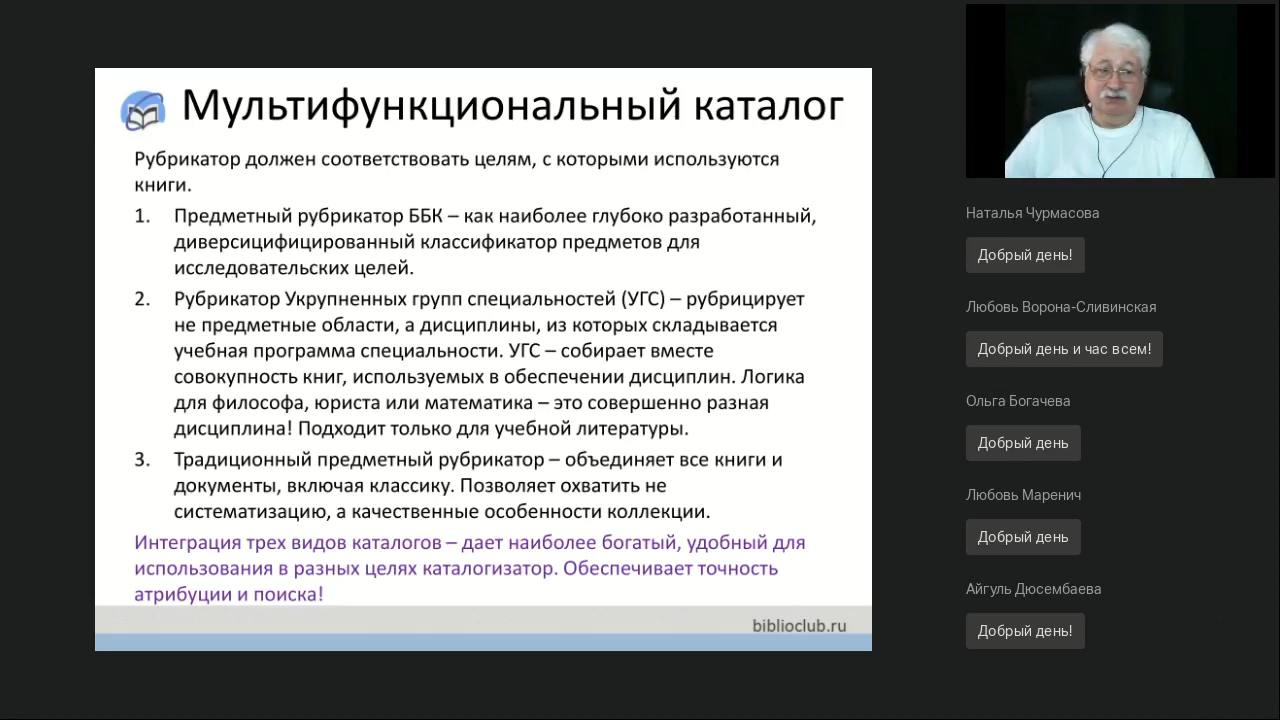 Мультифункциональный каталог
Рубрикатор должен соответствовать целям, с которыми используются
книги.
1. Предметный рубрикатор ББК – как наиболее глубоко разработанный,
диверсицифицированный классификатор предметов для
исследовательских целей.
2. Рубрикатор Укрупненных групп специальностей (УГС) – рубрицирует
не предметные области, а дисциплины, из которых складывается
учебная программа специальности. УГС – собирает вместе
совокупность книг, используемых в обеспечении дисциплин. Логика
для философа, юриста или математика – это совершенно разная
дисциплина! Подходит только для учебной литературы.
3. Традиционный предметный рубрикатор – объединяет все книги и
документы, включая классику. Позволяет охватить не
систематизацию, а качественные особенности коллекции.
Интеграция трех видов каталогов – дает наиболее богатый, удобный для
использования в разных целях каталогизатор. Обеспечивает точность
атрибуции и поиска!
biblioclub.ru
Наталья Чурмасова
Добрый день!
Любовь Ворона-Сливинская
Добрый день и час всем!
Ольга Богачева
Добрый день
Любовь Маренич
Добрый день
Айгуль Дюсембаева
Добрый день!